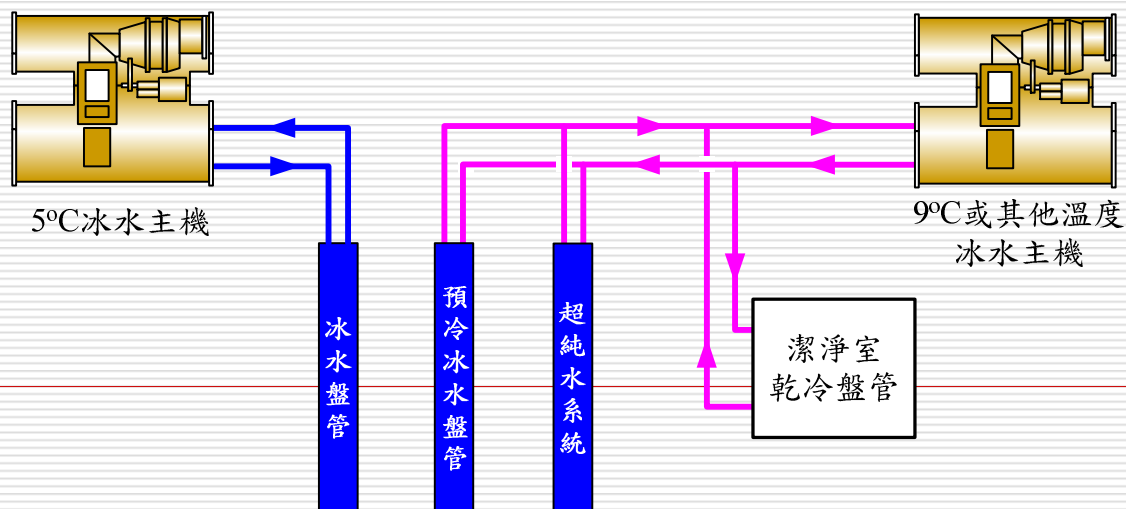 5ºC冰水主機
9ºC或其他溫度
冰水主機
冰水盤管
預冷冰水盤管
超純水系統
潔淨室
乾冷盤管